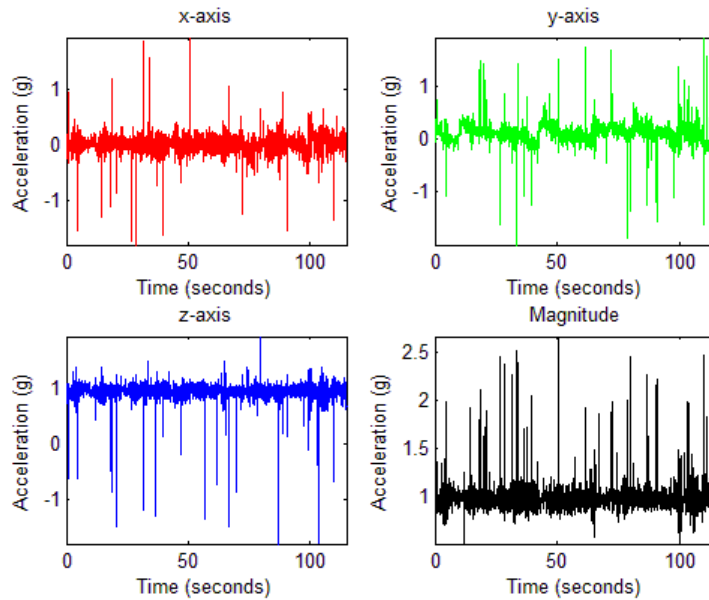 x-axis
Acceleration (g)
1
0
-1
0
50
100
Time (seconds)
y-axis
Acceleration (g)
1
0
-1
0
50
100
Time (seconds)
z-axis
Acceleration (g)
1
0
-1
0
50
100
Time (seconds)
Magnitude
Acceleration (g)
2.5
2
1.5
1
0
50
100
Time (seconds)